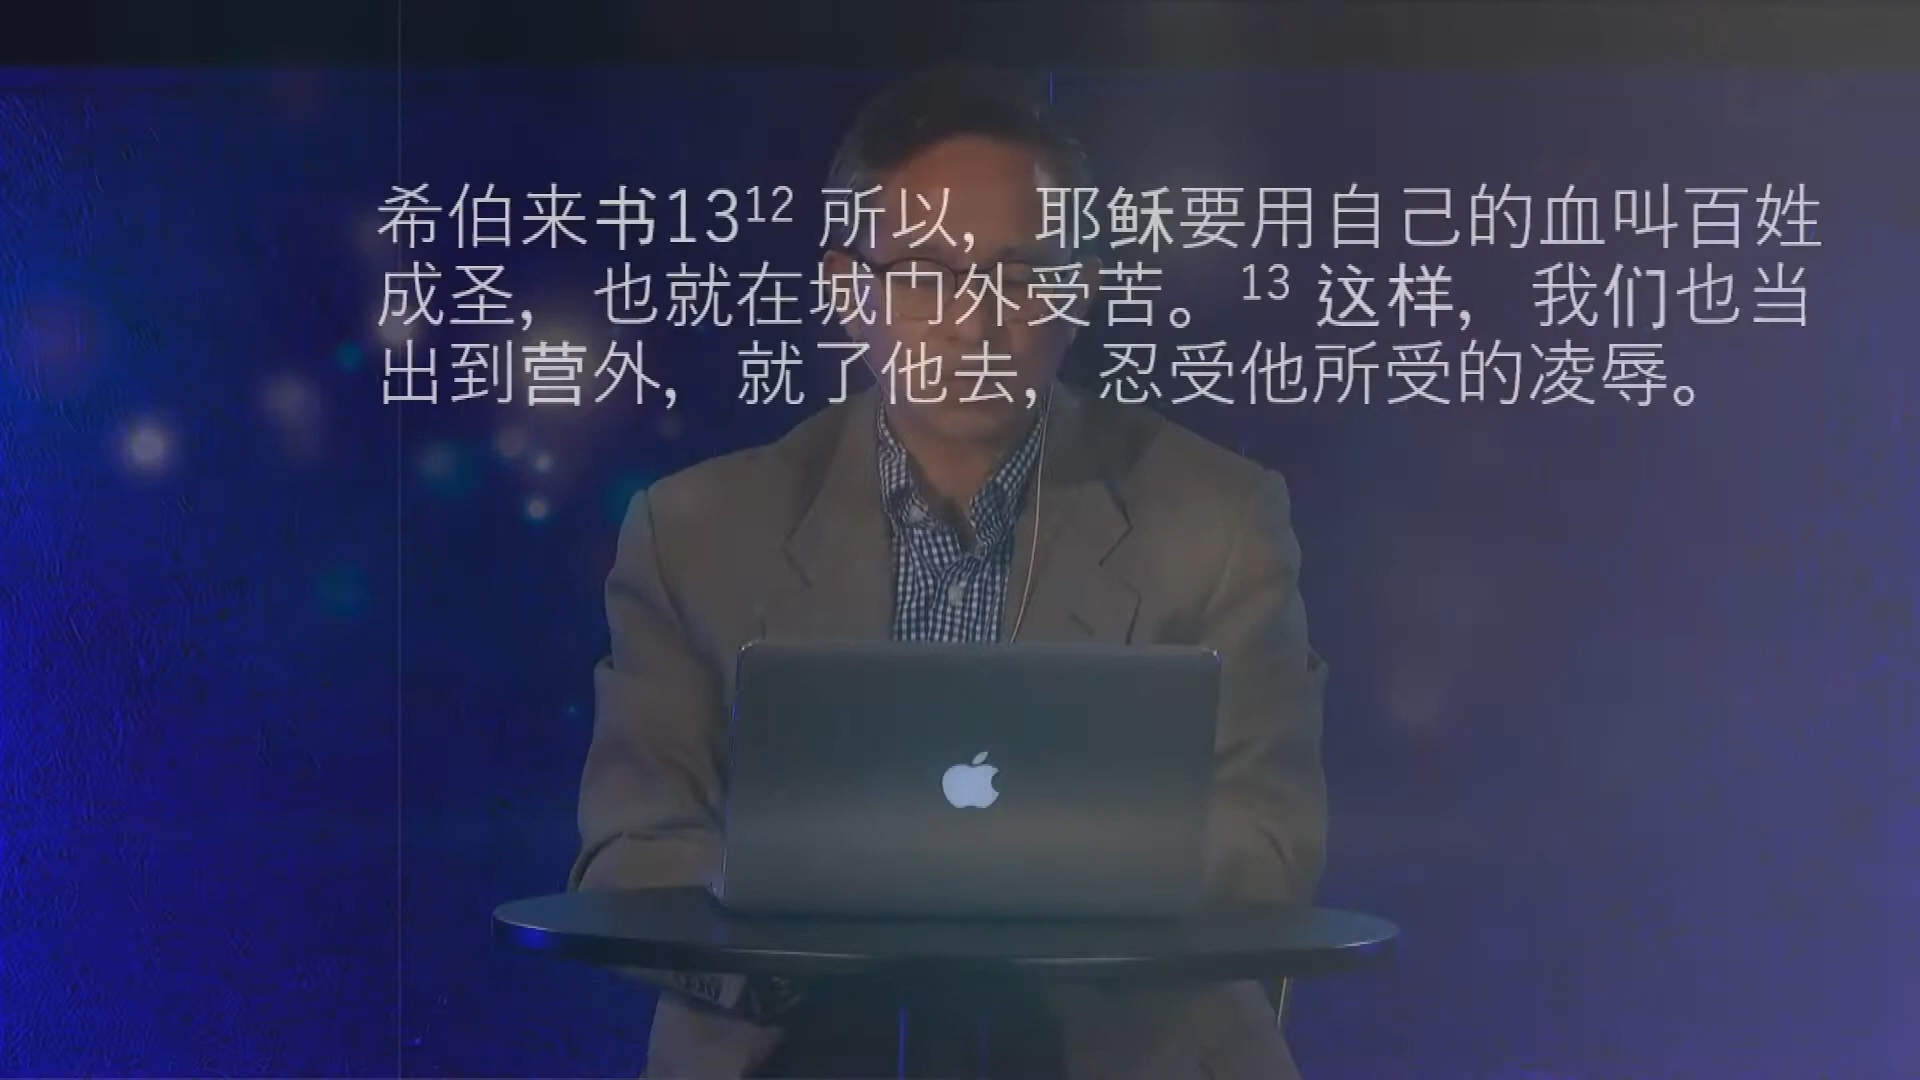 希伯来书13¹² 所以，耶稣要用自己的血叫百姓
成圣，也就在城门外受苦。¹³ 这样，我们也当
出到营外，就了他去，忍受他所受的凌辱。